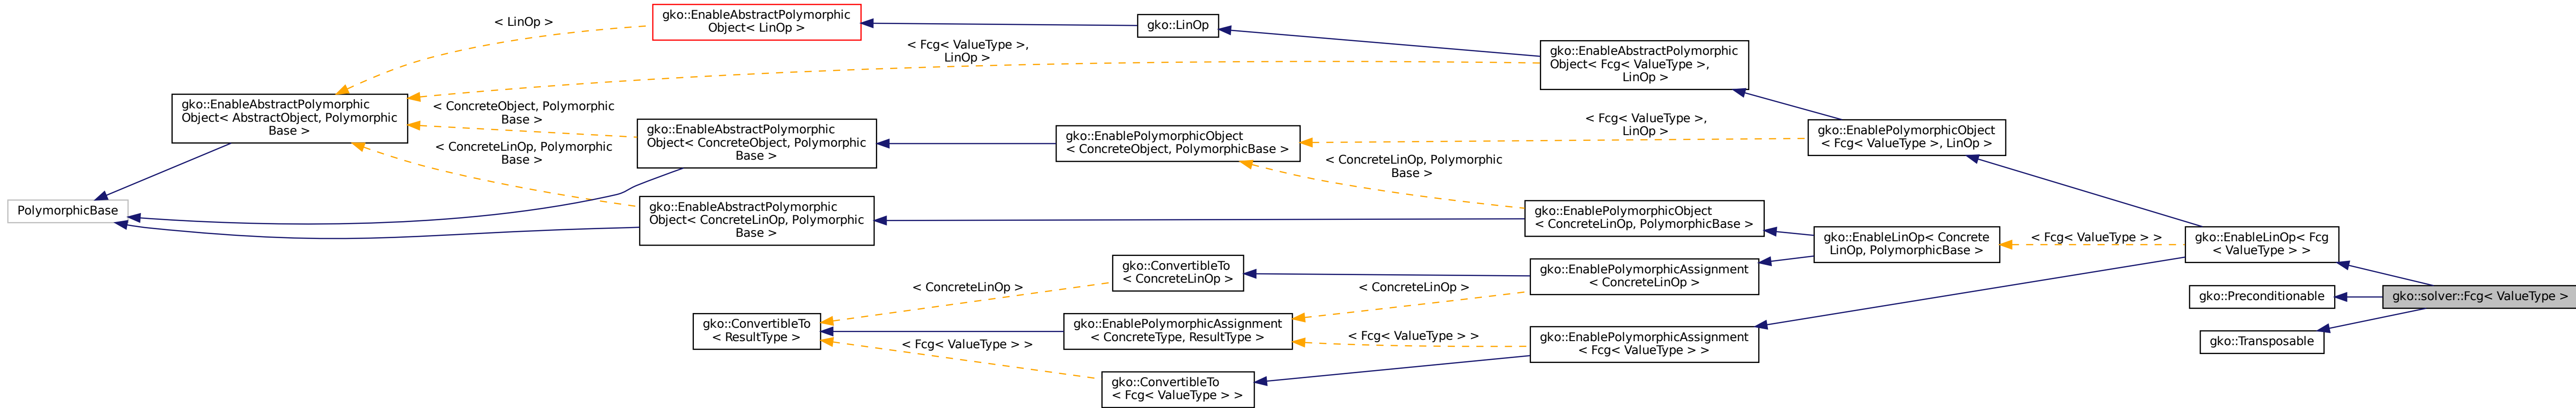 gko::EnableAbstractPolymorphic
Object< LinOp >
< LinOp >
gko::LinOp
< Fcg< ValueType >,
LinOp >
gko::EnableAbstractPolymorphic
Object< Fcg< ValueType >,
LinOp >
gko::EnableAbstractPolymorphic
Object< AbstractObject, Polymorphic
Base >
< ConcreteObject, Polymorphic
Base >
< ConcreteLinOp, Polymorphic
Base >
gko::EnableAbstractPolymorphic
Object< ConcreteObject, Polymorphic
Base >
gko::EnablePolymorphicObject
< ConcreteObject, PolymorphicBase >
< Fcg< ValueType >,
LinOp >
< ConcreteLinOp, Polymorphic
Base >
gko::EnablePolymorphicObject
< Fcg< ValueType >, LinOp >
PolymorphicBase
gko::EnableAbstractPolymorphic
Object< ConcreteLinOp, Polymorphic
Base >
gko::EnablePolymorphicObject
< ConcreteLinOp, PolymorphicBase >
gko::EnableLinOp< Concrete
LinOp, PolymorphicBase >
< Fcg< ValueType > >
gko::EnableLinOp< Fcg
< ValueType > >
gko::ConvertibleTo
< ConcreteLinOp >
gko::EnablePolymorphicAssignment
< ConcreteLinOp >
< ConcreteLinOp >
< ConcreteLinOp >
gko::Preconditionable
gko::solver::Fcg< ValueType >
gko::ConvertibleTo
< ResultType >
gko::EnablePolymorphicAssignment
< ConcreteType, ResultType >
< Fcg< ValueType > >
< Fcg< ValueType > >
gko::EnablePolymorphicAssignment
< Fcg< ValueType > >
gko::Transposable
gko::ConvertibleTo
< Fcg< ValueType > >